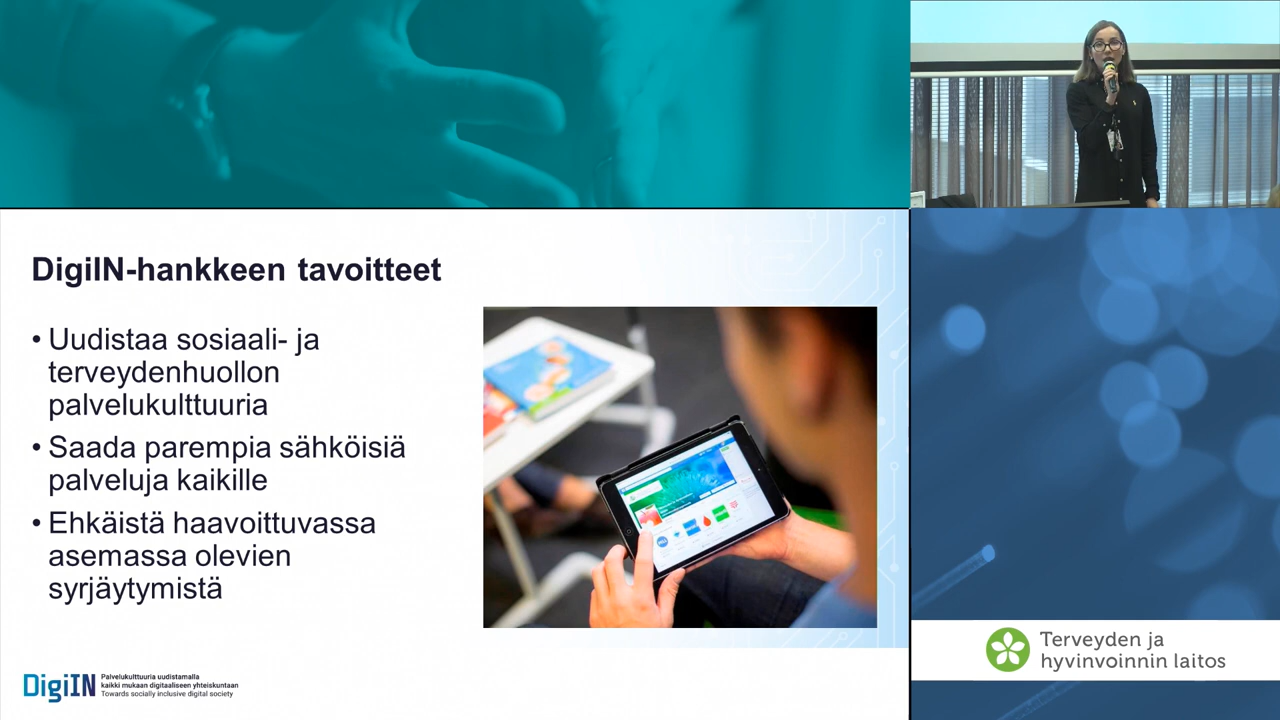 DigiIN-hankkeen tavoitteet
• Uudistaa sosiaali- ja
terveydenhuollon
palvelukulttuuria
• Saada parempia sähköisiä
palveluja kaikille
• Ehkäistä haavoittuvassa
asemassa olevien
syrjäytymistä
DigiIN
Palvelukulttuuria uudistamalla
kaikki mukaan digitaaliseen yhteiskuntaan
Towards socially inclusive digital society
Terveyden ja
hyvinvoinnin laitos